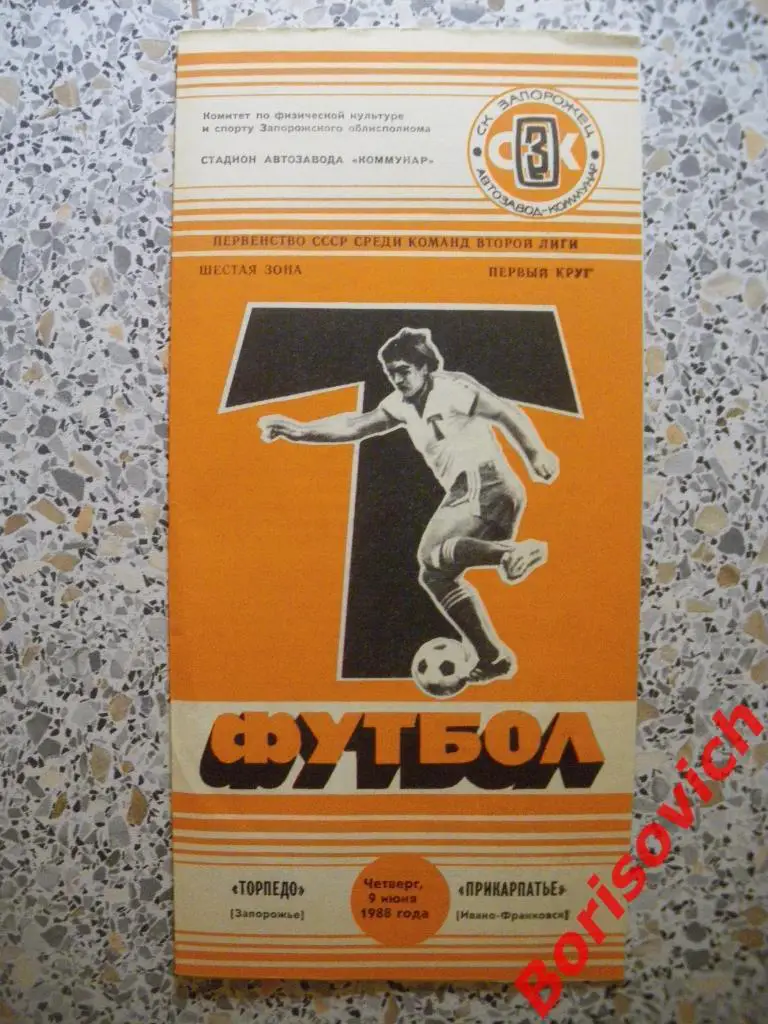 Комитет по физической культуре
и спорту Запорожского облисполкома
СТАДИОН АВТОЗАВОДА «КОММУНАР»
СК ЗАПОРОЖЕЦ
СЗК
АВТОЗАВОД-КОММУНАР
ПЕРВЕНСТВО СССР СРЕДИ КОМАНД ВТОРОЙ ЛИГИ
ШЕСТАЯ ЗОНА
ПЕРВЫЙ КРУГ
Т
ФУТБОЛ
«ТОРПЕДО»
[Запорожье]
Четверг,
9 июня
1988 года
«ПРИКАРПАТЬЕ»
[Ивано-Франковск]
Borisovich